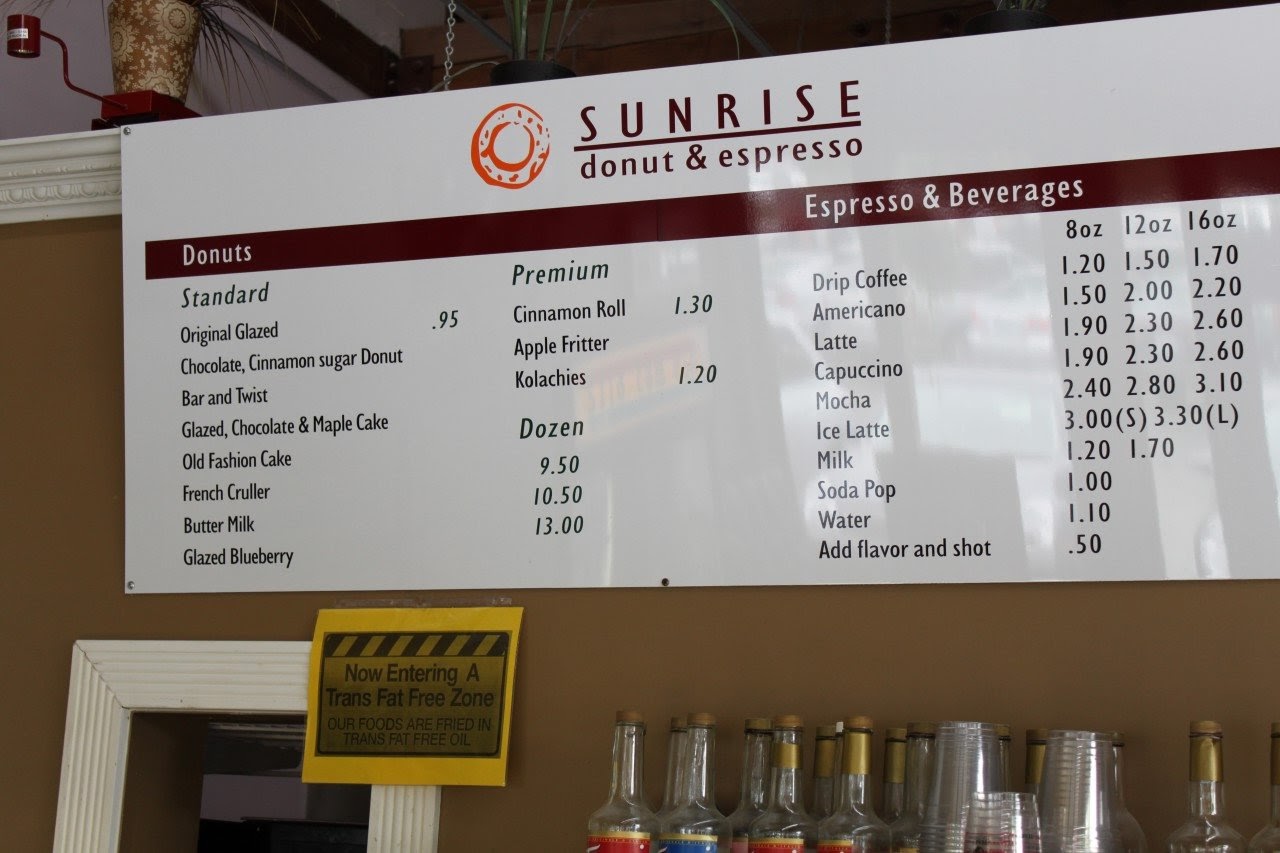 SUNRISE
donut & espresso
Donuts
Standard
Original Glazed .95
Chocolate, Cinnamon sugar Donut
Bar and Twist
Glazed, Chocolate & Maple Cake
Old Fashion Cake
French Cruller
Butter Milk
Glazed Blueberry
Premium
Cinnamon Roll 1.30
Apple Fritter
Kolachies 1.20
Dozen
9.50
10.50
13.00
Espresso & Beverages
8oz 12oz 16oz
Drip Coffee 1.20 1.50 1.70
Americano 1.50 2.00 2.20
Latte 1.90 2.30 2.60
Capuccino 1.90 2.30 2.60
Mocha 2.40 2.80 3.10
Ice Latte 3.00(S) 3.30(L)
Milk 1.20 1.70
Soda Pop 1.00
Water 1.10
Add flavor and shot .50
Now Entering A
Trans Fat Free Zone
OUR FOODS ARE FRIED IN
TRANS FAT FREE OIL